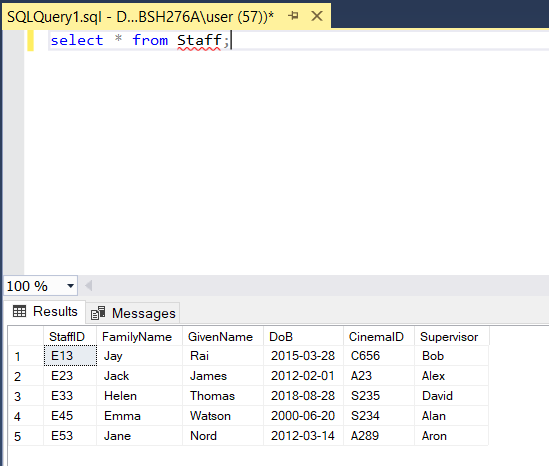 SQLQuery1.sql - D...BSH276A\user (57))*
select * from Staff;
100 %
Results Messages
StaffID FamilyName GivenName DoB CinemaID Supervisor
1 E13 Jay Rai 2015-03-28 C656 Bob
2 E23 Jack James 2012-02-01 A23 Alex
3 E33 Helen Thomas 2018-08-28 S235 David
4 E45 Emma Watson 2000-06-20 S234 Alan
5 E53 Jane Nord 2012-03-14 A289 Aron